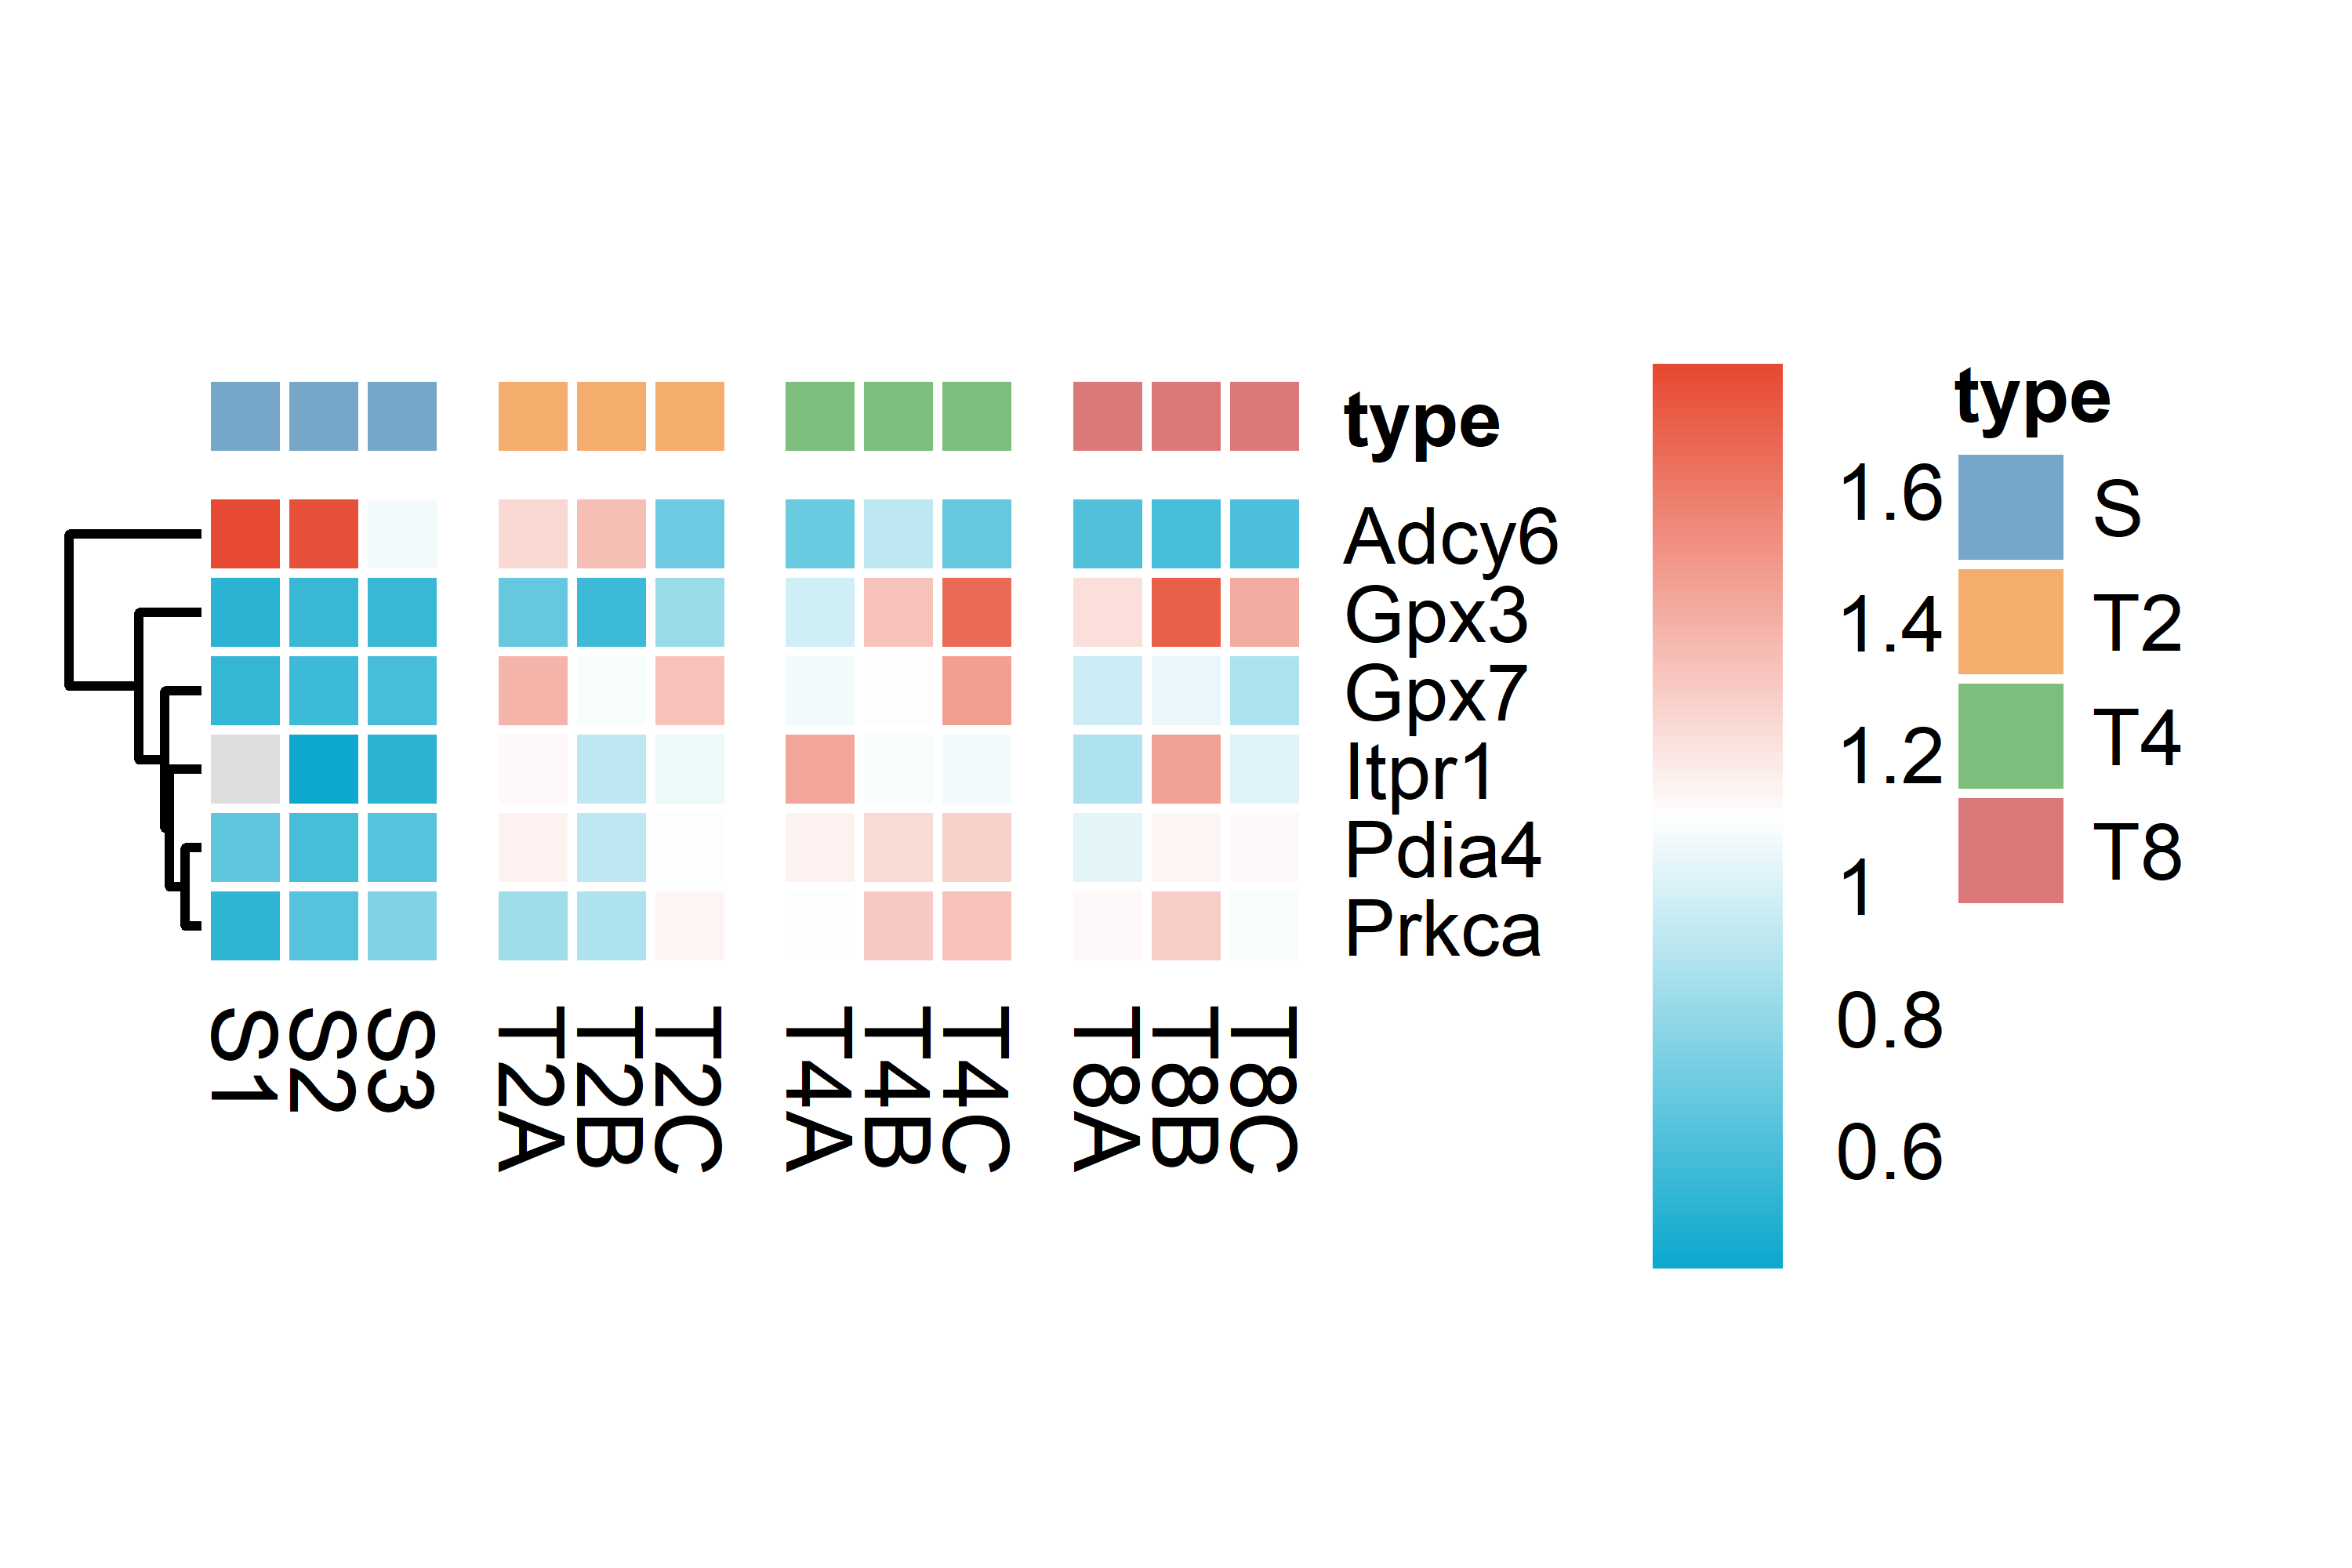 type
Adcy6
Gpx3
Gpx7
Itpr1
Pdia4
Prkca
S1
S2
S3
T2A
T2B
T2C
T4A
T4B
T4C
T8A
T8B
T8C
1.6
1.4
1.2
1
0.8
0.6
type
S
T2
T4
T8